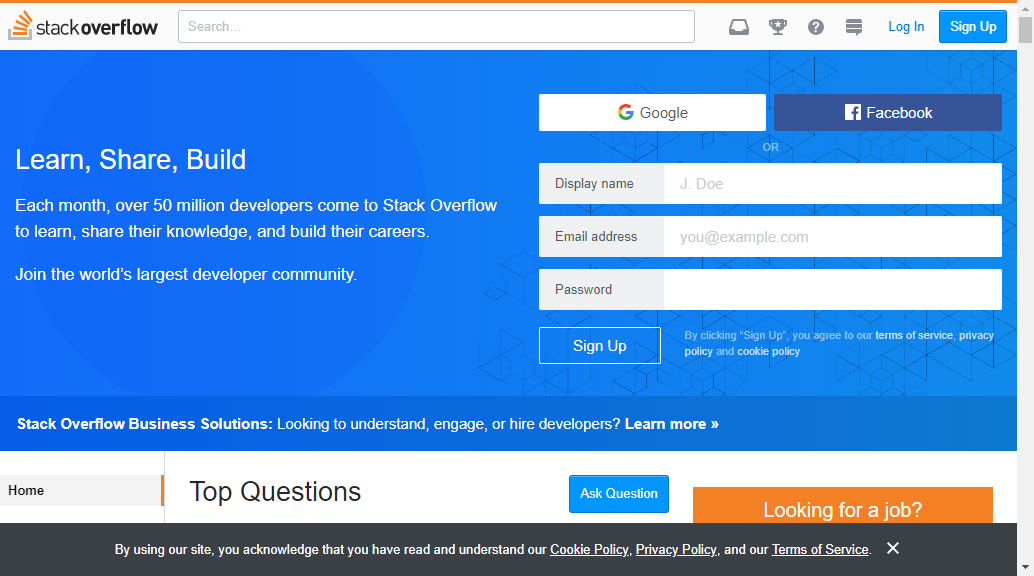 stackoverflow
Search...
?
Log In
Sign Up
Google
Facebook
OR
Learn, Share, Build
Each month, over 50 million developers come to Stack Overflow
to learn, share their knowledge, and build their careers.
Join the world’s largest developer community.
Display name
J. Doe
Email address
you@example.com
Password
Sign Up
By clicking “Sign Up”, you agree to our terms of service, privacy
policy and cookie policy
Stack Overflow Business Solutions: Looking to understand, engage, or hire developers? Learn more »
Home
Top Questions
Ask Question
Looking for a job?
By using our site, you acknowledge that you have read and understand our Cookie Policy, Privacy Policy, and our Terms of Service.